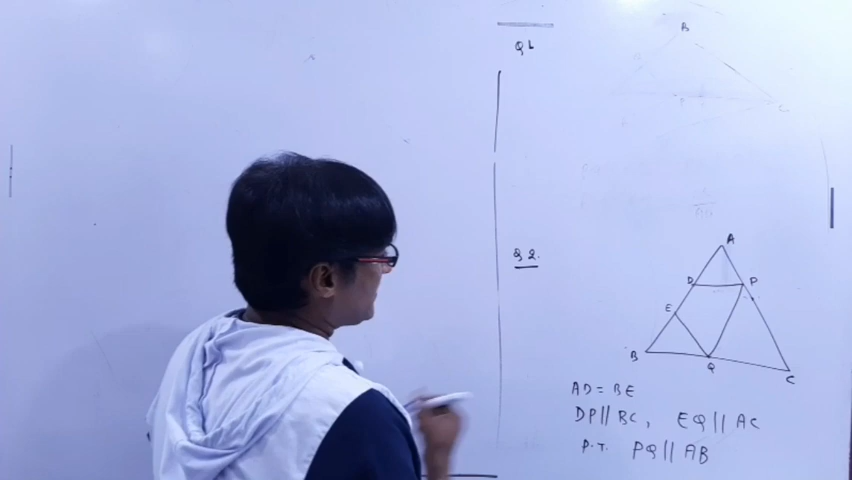 Q1
B
C
Q2.
A
D P
E
B Q C
AD = BE
DP || BC, EQ || AC
P.T. PQ || AB